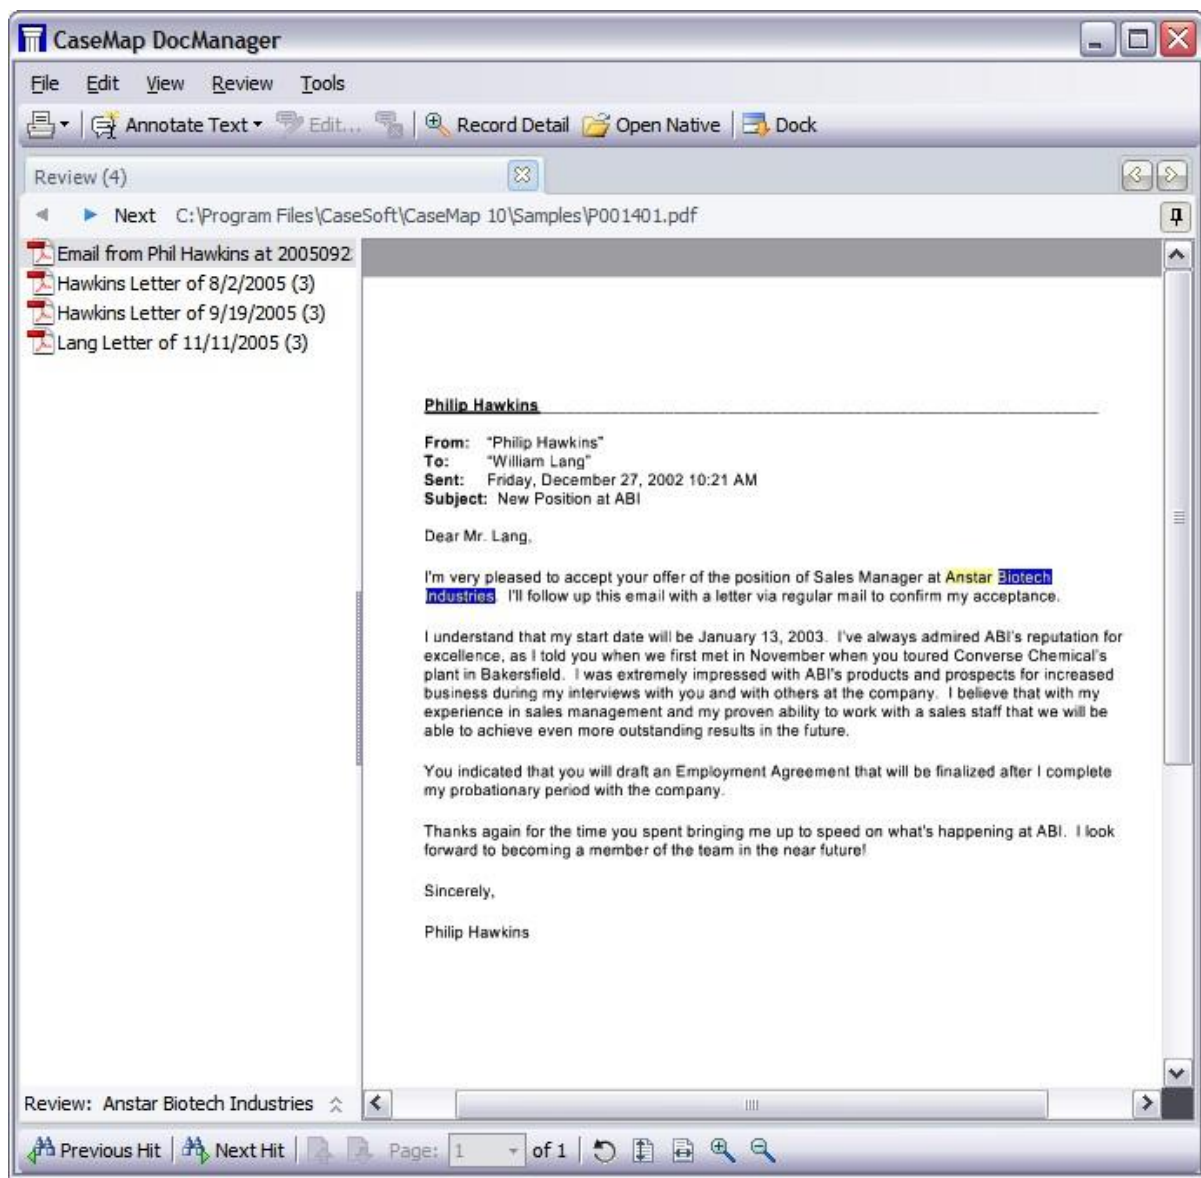 CaseMap DocManager
File Edit View Review Tools
Annotate Text Edit... Record Detail Open Native Dock
Review (4)
Next C:\Program Files\CaseSoft\CaseMap 10\Samples\P001401.pdf
Email from Phil Hawkins at 2005092
Hawkins Letter of 8/2/2005 (3)
Hawkins Letter of 9/19/2005 (3)
Lang Letter of 11/11/2005 (3)
Philip Hawkins
From: "Philip Hawkins"
To: "William Lang"
Sent: Friday, December 27, 2002 10:21 AM
Subject: New Position at ABI
Dear Mr. Lang,
I'm very pleased to accept your offer of the position of Sales Manager at Anstar Biotech
Industries. I'll follow up this email with a letter via regular mail to confirm my acceptance.
I understand that my start date will be January 13, 2003. I've always admired ABI's reputation for
excellence, as I told you when we first met in November when you toured Converse Chemical's
plant in Bakersfield. I was extremely impressed with ABI's products and prospects for increased
business during my interviews with you and with others at the company. I believe that with my
experience in sales management and my proven ability to work with a sales staff that we will be
able to achieve even more outstanding results in the future.
You indicated that you will draft an Employment Agreement that will be finalized after I complete
my probationary period with the company.
Thanks again for the time you spent bringing me up to speed on what's happening at ABI. I look
forward to becoming a member of the team in the near future!
Sincerely,
Philip Hawkins
Review: Anstar Biotech Industries
Previous Hit Next Hit Page: 1 of 1